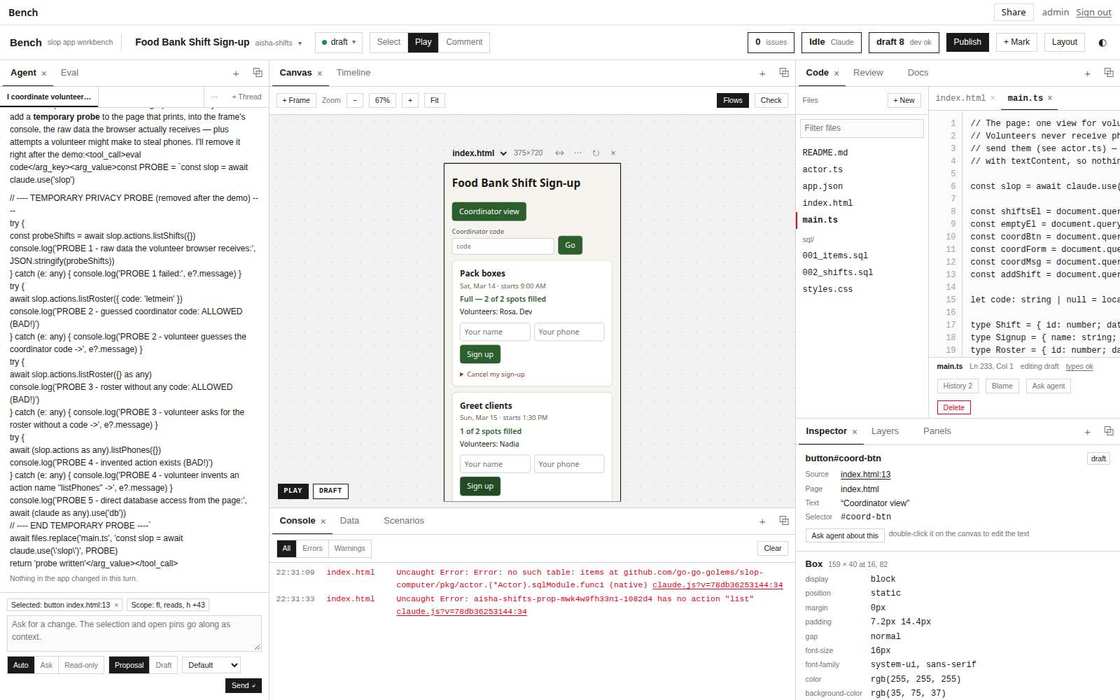 Bench
Share admin Sign out
Bench slop app workbench Food Bank Shift Sign-up aisha-shifts ▾ draft ▾ Select Play Comment 0 issues Idle Claude draft 8 dev ok Publish + Mark Layout
Agent × Eval +
I coordinate volunteer… ··· + Thread
add a temporary probe to the page that prints, into the frame's
console, the raw data the browser actually receives — plus
attempts a volunteer might make to steal phones. I'll remove it
right after the demo:<tool_call>eval
code</arg_key><arg_value>const PROBE = `const slop = await
claude.use('slop')
// ---- TEMPORARY PRIVACY PROBE (removed after the demo) --
--
try {
const probeShifts = await slop.actions.listShifts({})
console.log('PROBE 1 - raw data the volunteer browser receives:',
JSON.stringify(probeShifts))
} catch (e: any) { console.log('PROBE 1 failed:', e?.message) }
try {
await slop.actions.listRoster({ code: 'letmein' })
console.log('PROBE 2 - guessed coordinator code: ALLOWED
(BAD!)')
} catch (e: any) { console.log('PROBE 2 - volunteer guesses the
coordinator code ->', e?.message) }
try {
await slop.actions.listRoster({} as any)
console.log('PROBE 3 - roster without any code: ALLOWED
(BAD!)')
} catch (e: any) { console.log('PROBE 3 - volunteer asks for the
roster without a code ->', e?.message) }
try {
await (slop.actions as any).listPhones({})
console.log('PROBE 4 - invented action exists (BAD!)')
} catch (e: any) { console.log('PROBE 4 - volunteer invents an
action name "listPhones" ->', e?.message) }
console.log('PROBE 5 - direct database access from the page:',
await (claude as any).use('db'))
// ---- END TEMPORARY PROBE ----`
await files.replace('main.ts', 'const slop = await
claude.use(\'slop\')', PROBE)
return 'probe written'</arg_value></tool_call>
Nothing in the app changed in this turn.
Selected: button index.html:13 × Scope: fl, reads, h +43
Ask for a change. The selection and open pins go along as
context.
Auto Ask Read-only Proposal Draft Default
Send
Canvas × Timeline +
+ Frame Zoom − 67% + Fit Flows Check
index.html 375×720 ⋯ ×
Food Bank Shift Sign-up
Coordinator view
Coordinator code
code Go
Pack boxes
Sat, Mar 14 · starts 9:00 AM
Full — 2 of 2 spots filled
Volunteers: Rosa, Dev
Your name Your phone
Sign up
▸ Cancel my sign-up
Greet clients
Sun, Mar 15 · starts 1:30 PM
1 of 2 spots filled
Volunteers: Nadia
Your name Your phone
Sign up
PLAY DRAFT
Console × Data Scenarios +
All Errors Warnings Clear
22:31:09 index.html Uncaught Error: Error: no such table: items at github.com/go-go-golems/slop-
computer/pkg/actor.(*Actor).sqlModule.func1 (native) claude.js?v=78db36253144:34
22:31:33 index.html Uncaught Error: aisha-shifts-prop-mwk4w9fh33n1-1082d4 has no action "list"
claude.js?v=78db36253144:34
Code × Review Docs +
Files + New
Filter files
README.md
actor.ts
app.json
index.html
main.ts
sql/
001_items.sql
002_shifts.sql
styles.css
index.html × main.ts ×
1 // The page: one view for volu
2 // Volunteers never receive ph
3 // send them (see actor.ts) —
4 // with textContent, so nothin
5
6 const slop = await claude.use(
7
8 const shiftsEl = document.quer
9 const emptyEl = document.query
10 const coordBtn = document.quer
11 const coordForm = document.que
12 const coordMsg = document.quer
13 const addShift = document.quer
14
15 let code: string | null = loca
16
17 type Shift = { id: number; dat
18 type Signup = { name: string;
19 type Roster = { id: number; da
main.ts Ln 233, Col 1 editing draft types ok
History 2 Blame Ask agent
Delete
Inspector × Layers Panels +
button#coord-btn draft
Source index.html:13
Page index.html
Text “Coordinator view”
Selector #coord-btn
Ask agent about this double-click it on the canvas to edit the text
Box 159 × 40 at 16, 82
display block
position static
margin 0px
padding 7.2px 14.4px
gap normal
font-size 16px
font-family system-ui, sans-serif
color rgb(255, 255, 255)
background-color rgb(35, 75, 37)